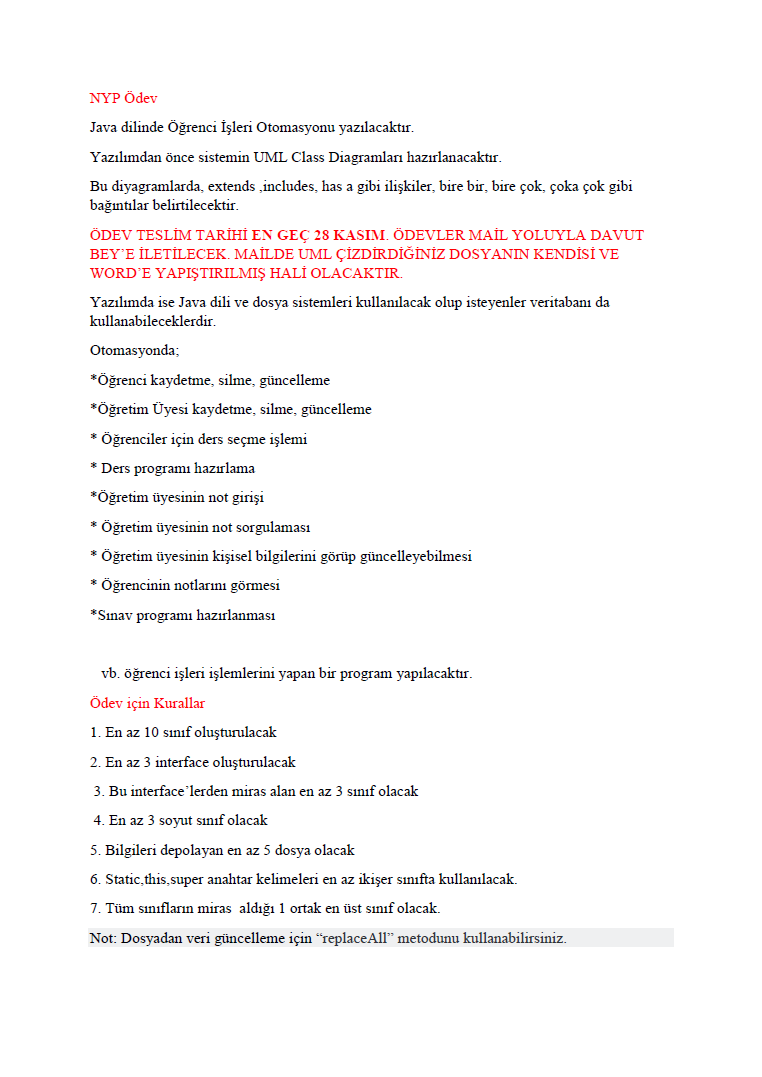 NYP Ödev
Java dilinde Öğrenci İşleri Otomasyonu yazılacaktır.
Yazılımdan önce sistemin UML Class Diagramları hazırlanacaktır.
Bu diyagramlarda, extends ,includes, has a gibi ilişkiler, bire bir, bire çok, çoka çok gibi
bağıntılar belirtilecektir.
ÖDEV TESLİM TARİHİ EN GEÇ 28 KASIM. ÖDEVLER MAİL YOLUYLA DAVUT
BEY’E İLETİLECEK. MAİLDE UML ÇİZDİRDİĞİNİZ DOSYANIN KENDİSİ VE
WORD’E YAPIŞTIRILMIŞ HALİ OLACAKTIR.
Yazılımda ise Java dili ve dosya sistemleri kullanılacak olup isteyenler veritabanı da
kullanabileceklerdir.
Otomasyonda;
*Öğrenci kaydetme, silme, güncelleme
*Öğretim Üyesi kaydetme, silme, güncelleme
* Öğrenciler için ders seçme işlemi
* Ders programı hazırlama
*Öğretim üyesinin not girişi
* Öğretim üyesinin not sorgulaması
* Öğretim üyesinin kişisel bilgilerini görüp güncelleyebilmesi
* Öğrencinin notlarını görmesi
*Sınav programı hazırlanması
vb. öğrenci işleri işlemlerini yapan bir program yapılacaktır.
Ödev için Kurallar
1. En az 10 sınıf oluşturulacak
2. En az 3 interface oluşturulacak
3. Bu interface’lerden miras alan en az 3 sınıf olacak
4. En az 3 soyut sınıf olacak
5. Bilgileri depolayan en az 5 dosya olacak
6. Static,this,super anahtar kelimeleri en az ikişer sınıfta kullanılacak.
7. Tüm sınıfların miras aldığı 1 ortak en üst sınıf olacak.
Not: Dosyadan veri güncelleme için “replaceAll” metodunu kullanabilirsiniz.